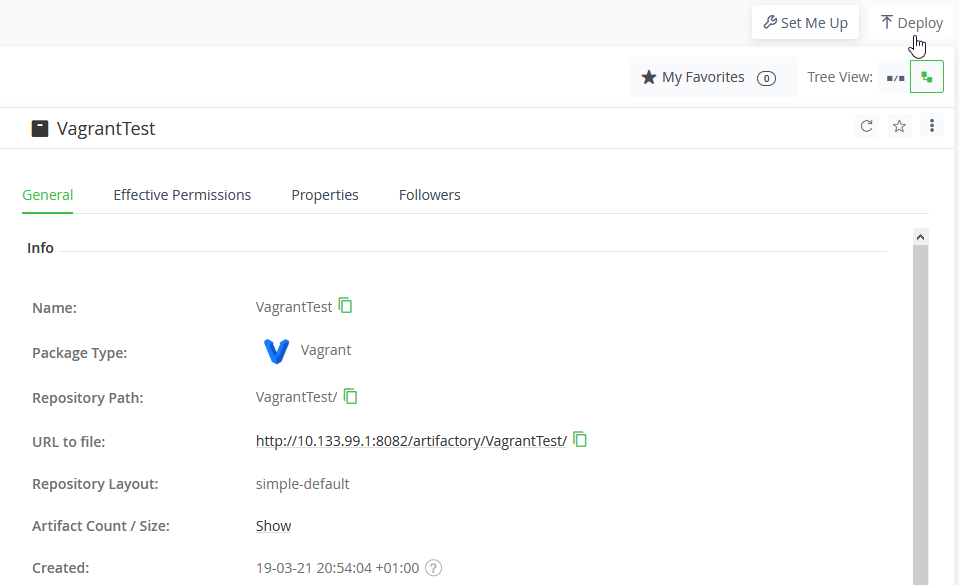 Set Me Up Deploy
My Favorites 0 Tree View:
VagrantTest
General Effective Permissions Properties Followers
Info
Name: VagrantTest
Package Type: Vagrant
Repository Path: VagrantTest/
URL to file: http://10.133.99.1:8082/artifactory/VagrantTest/
Repository Layout: simple-default
Artifact Count / Size: Show
Created: 19-03-21 20:54:04 +01:00 ?